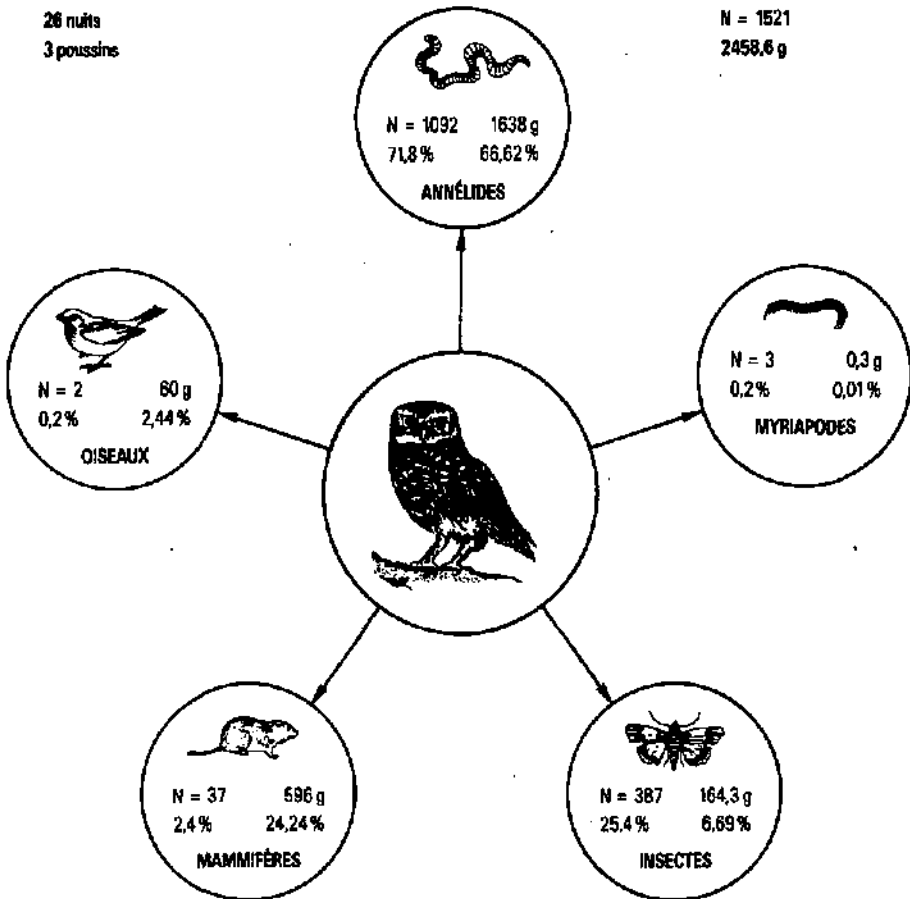 26 nuits
3 poussins
N = 1521
2458,6 g
N = 1092 1638 g
71,8 % 66,62 %
ANNÉLIDES
N = 2 60 g
0,2 % 2,44 %
OISEAUX
N = 3 0,3 g
0,2 % 0,01 %
MYRIAPODES
N = 37 596 g
2,4 % 24,24 %
MAMMIFÈRES
N = 387 164,3 g
25,4 % 6,69 %
INSECTES